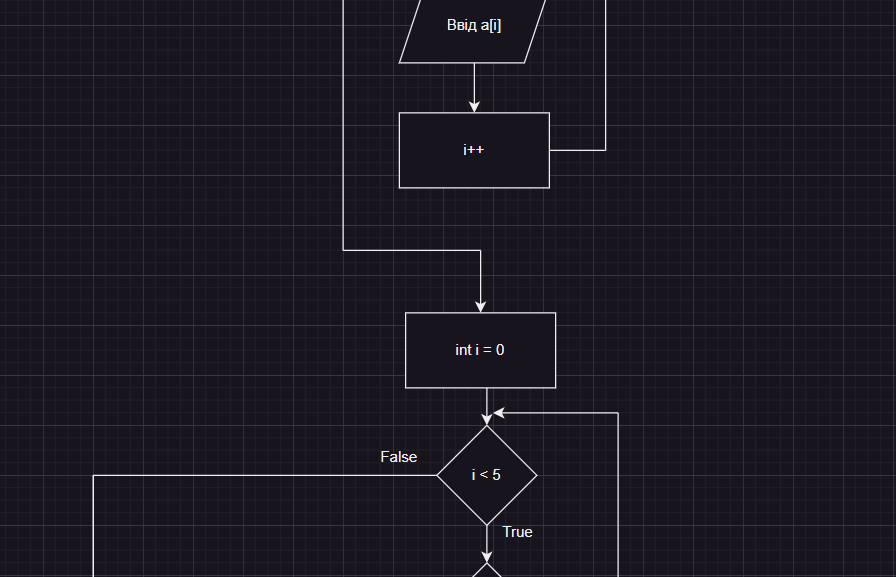 Ввід a[i]
i++
int i = 0
False
i < 5
True